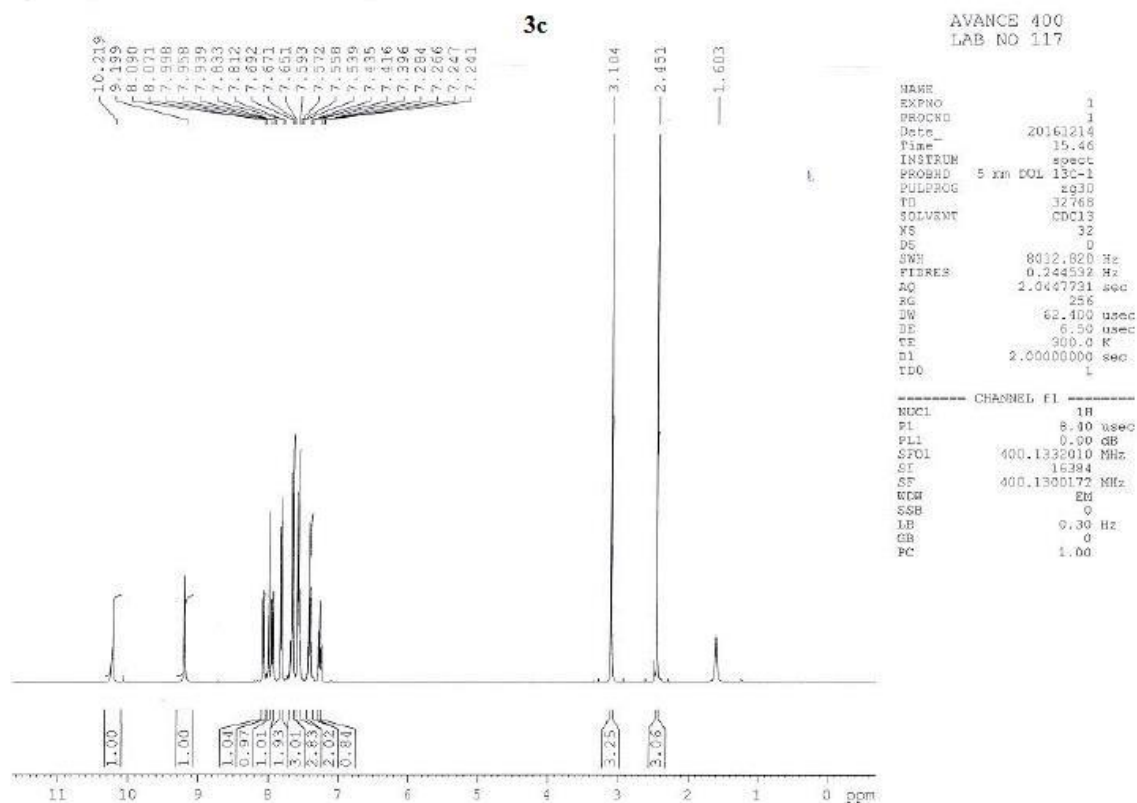 3c
AVANCE 400
LAB NO 117
10.219
9.199
8.090
8.071
7.998
7.958
7.939
7.833
7.812
7.692
7.671
7.651
7.593
7.572
7.558
7.539
7.435
7.416
7.396
7.284
7.266
7.247
7.241
3.104
2.451
1.603
NAME
EXPNO 1
PROCNO 1
Date_ 20161214
Time 15.46
INSTRUM spect
PROBHD 5 mm DUL 13C-1
PULPROG zg30
TD 32768
SOLVENT CDCl3
NS 32
DS 0
SWH 8012.820 Hz
FIDRES 0.244532 Hz
AQ 2.0447731 sec
RG 256
DW 62.400 usec
DE 6.50 usec
TE 300.0 K
D1 2.00000000 sec
TD0 1
======== CHANNEL f1 ========
NUC1 1H
P1 8.40 usec
PL1 0.00 dB
SFO1 400.1332010 MHz
SI 16384
SF 400.1300172 MHz
WDW EM
SSB 0
LB 0.30 Hz
GB 0
PC 1.00
1.00
1.00
1.04
0.97
1.01
1.93
3.01
2.83
2.02
0.84
3.25
3.06
11 10 9 8 7 6 5 4 3 2 1 0 ppm